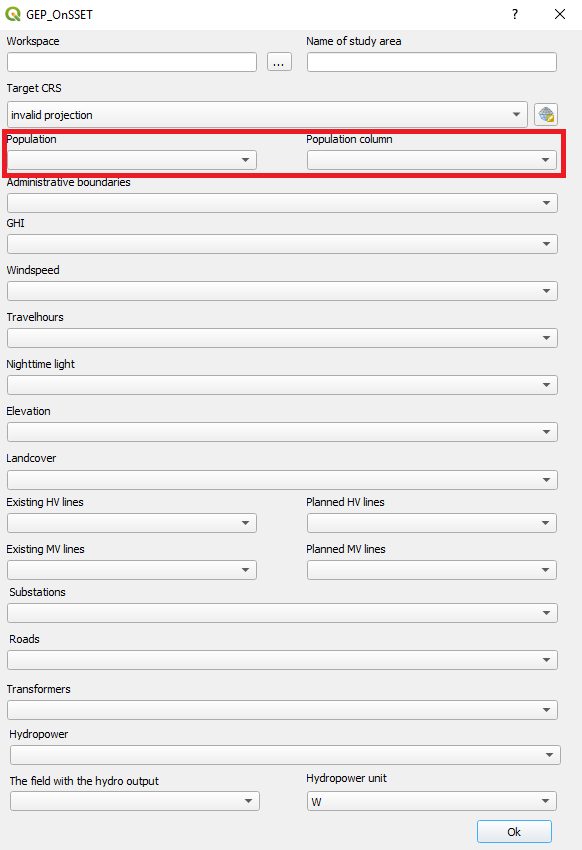 GEP_OnSSET ?
Workspace Name of study area
...
Target CRS
invalid projection
Population Population column
Administrative boundaries
GHI
Windspeed
Travelhours
Nighttime light
Elevation
Landcover
Existing HV lines Planned HV lines
Existing MV lines Planned MV lines
Substations
Roads
Transformers
Hydropower
The field with the hydro output Hydropower unit
W
Ok